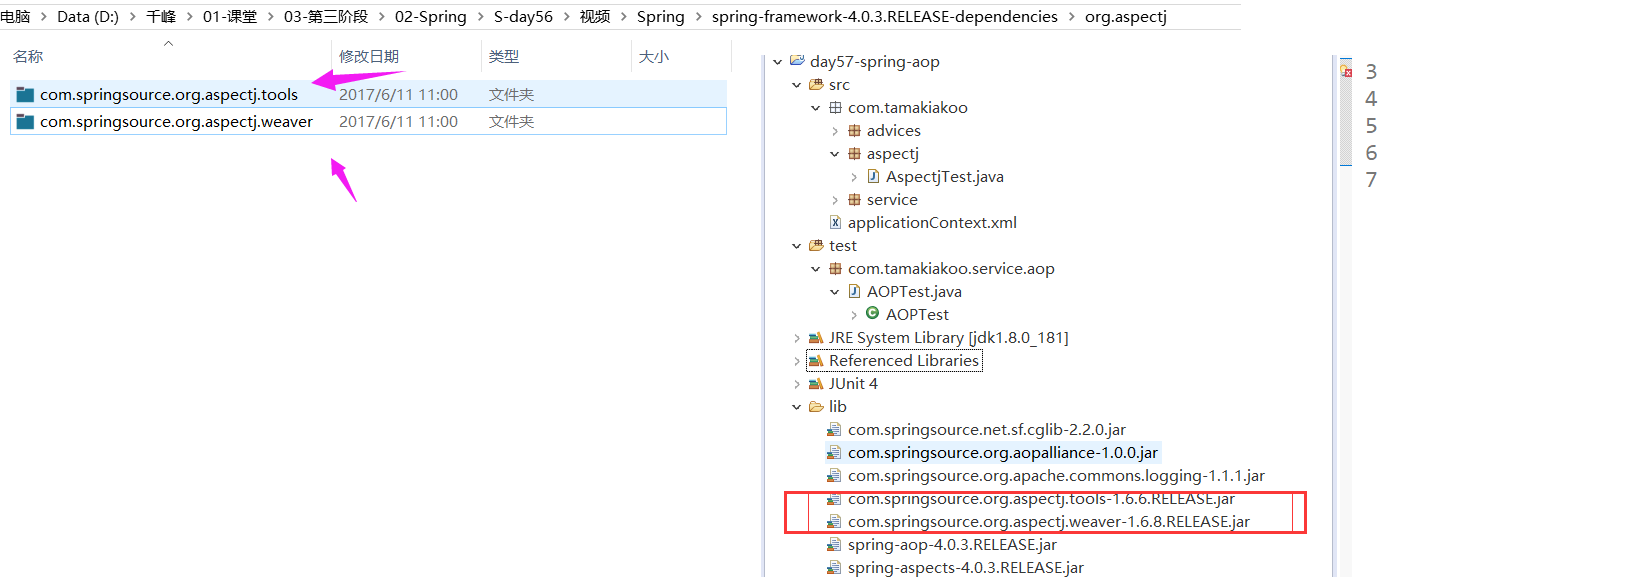 电脑 > Data (D:) > 千峰 > 01-课堂 > 03-第三阶段 > 02-Spring > S-day56 > 视频 > Spring > spring-framework-4.0.3.RELEASE-dependencies > org.aspectj
名称 修改日期 类型 大小
com.springsource.org.aspectj.tools 2017/6/11 11:00 文件夹
com.springsource.org.aspectj.weaver 2017/6/11 11:00 文件夹
day57-spring-aop
src
com.tamakiakoo
advices
aspectj
AspectjTest.java
service
applicationContext.xml
test
com.tamakiakoo.service.aop
AOPTest.java
AOPTest
JRE System Library [jdk1.8.0_181]
Referenced Libraries
JUnit 4
lib
com.springsource.net.sf.cglib-2.2.0.jar
com.springsource.org.aopalliance-1.0.0.jar
com.springsource.org.apache.commons.logging-1.1.1.jar
com.springsource.org.aspectj.tools-1.6.6.RELEASE.jar
com.springsource.org.aspectj.weaver-1.6.8.RELEASE.jar
spring-aop-4.0.3.RELEASE.jar
spring-aspects-4.0.3.RELEASE.jar
3
4
5
6
7